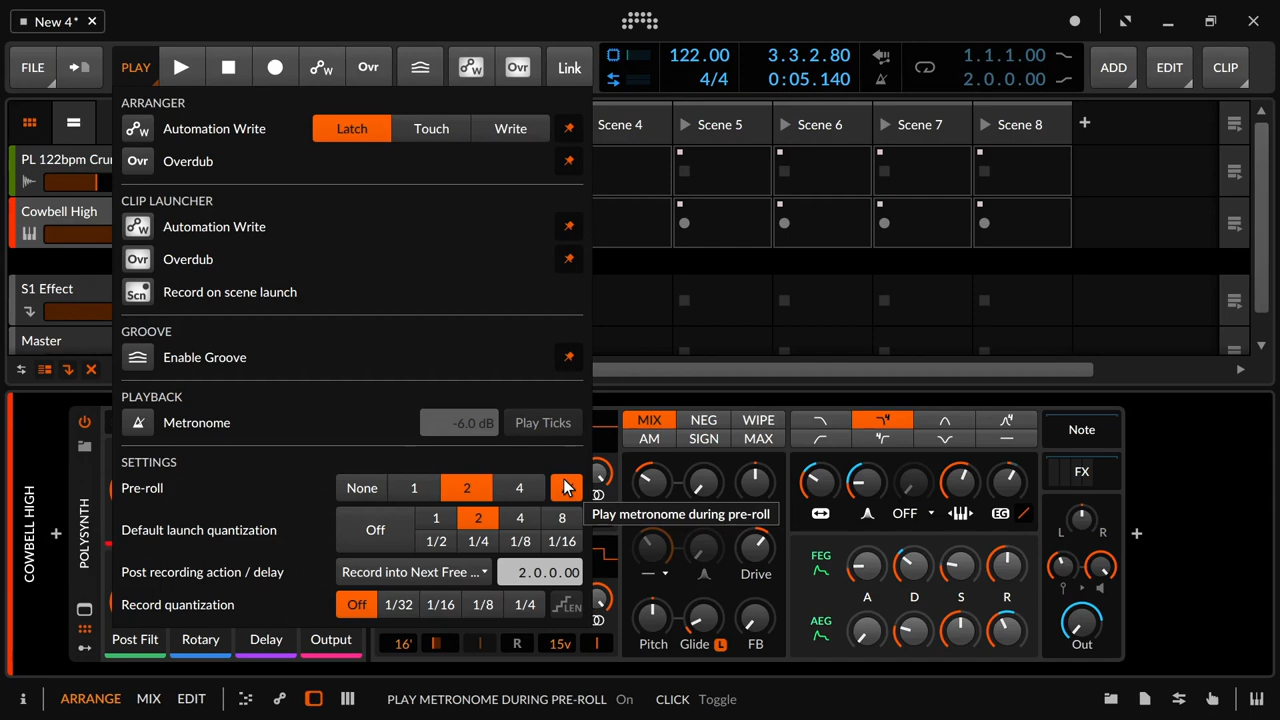 New 4*
FILE
PLAY
Ovr
Ovr
Link
122.00
4/4
3.3.2.80
0:05.140
1.1.1.00
2.0.0.00
ADD
EDIT
CLIP
ARRANGER
Automation Write
Latch
Touch
Write
Ovr
Overdub
CLIP LAUNCHER
Automation Write
Ovr
Overdub
Scn
Record on scene launch
GROOVE
Enable Groove
PLAYBACK
Metronome
-6.0 dB
Play Ticks
SETTINGS
Pre-roll
None
1
2
4
Play metronome during pre-roll
Default launch quantization
Off
1
2
4
8
1/2
1/4
1/8
1/16
Post recording action / delay
Record into Next Free ...
2.0.0.00
Record quantization
Off
1/32
1/16
1/8
1/4
LEN
PL 122bpm Cru
Cowbell High
S1 Effect
Master
Scene 4
Scene 5
Scene 6
Scene 7
Scene 8
COWBELL HIGH
POLYSYNTH
Post Filt
Rotary
Delay
Output
16'
R
15v
MIX
NEG
WIPE
AM
SIGN
MAX
Drive
Pitch
Glide
L
FB
OFF
EG
FEG
A
D
S
R
AEG
Note
FX
L
R
Out
i
ARRANGE
MIX
EDIT
PLAY METRONOME DURING PRE-ROLL
On
CLICK
Toggle